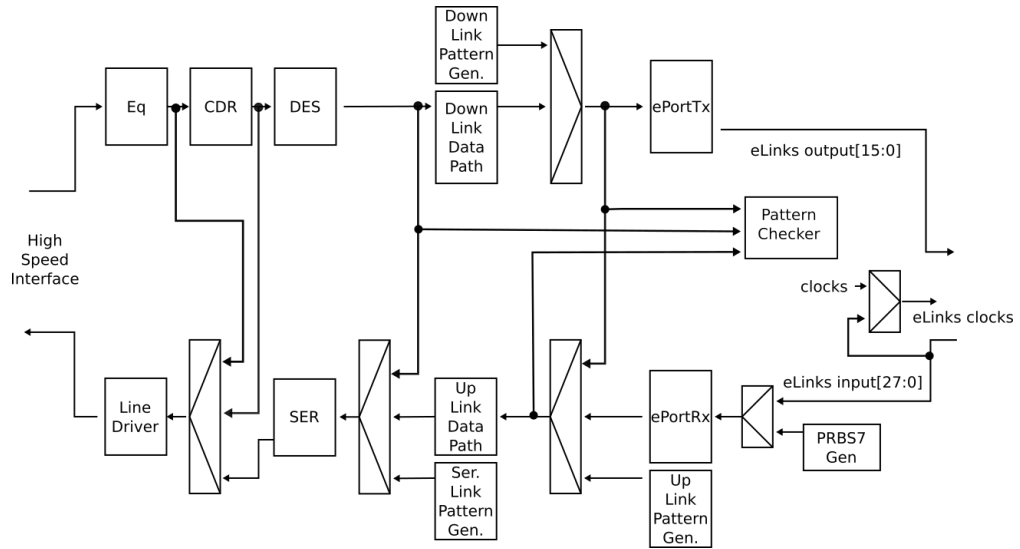 Down
Link
Pattern
Gen.
Eq
CDR
DES
Down
Link
Data
Path
ePortTx
eLinks output[15:0]
Pattern
Checker
High
Speed
Interface
clocks
eLinks clocks
eLinks input[27:0]
Line
Driver
SER
Up
Link
Data
Path
ePortRx
PRBS7
Gen
Ser.
Link
Pattern
Gen.
Up
Link
Pattern
Gen.